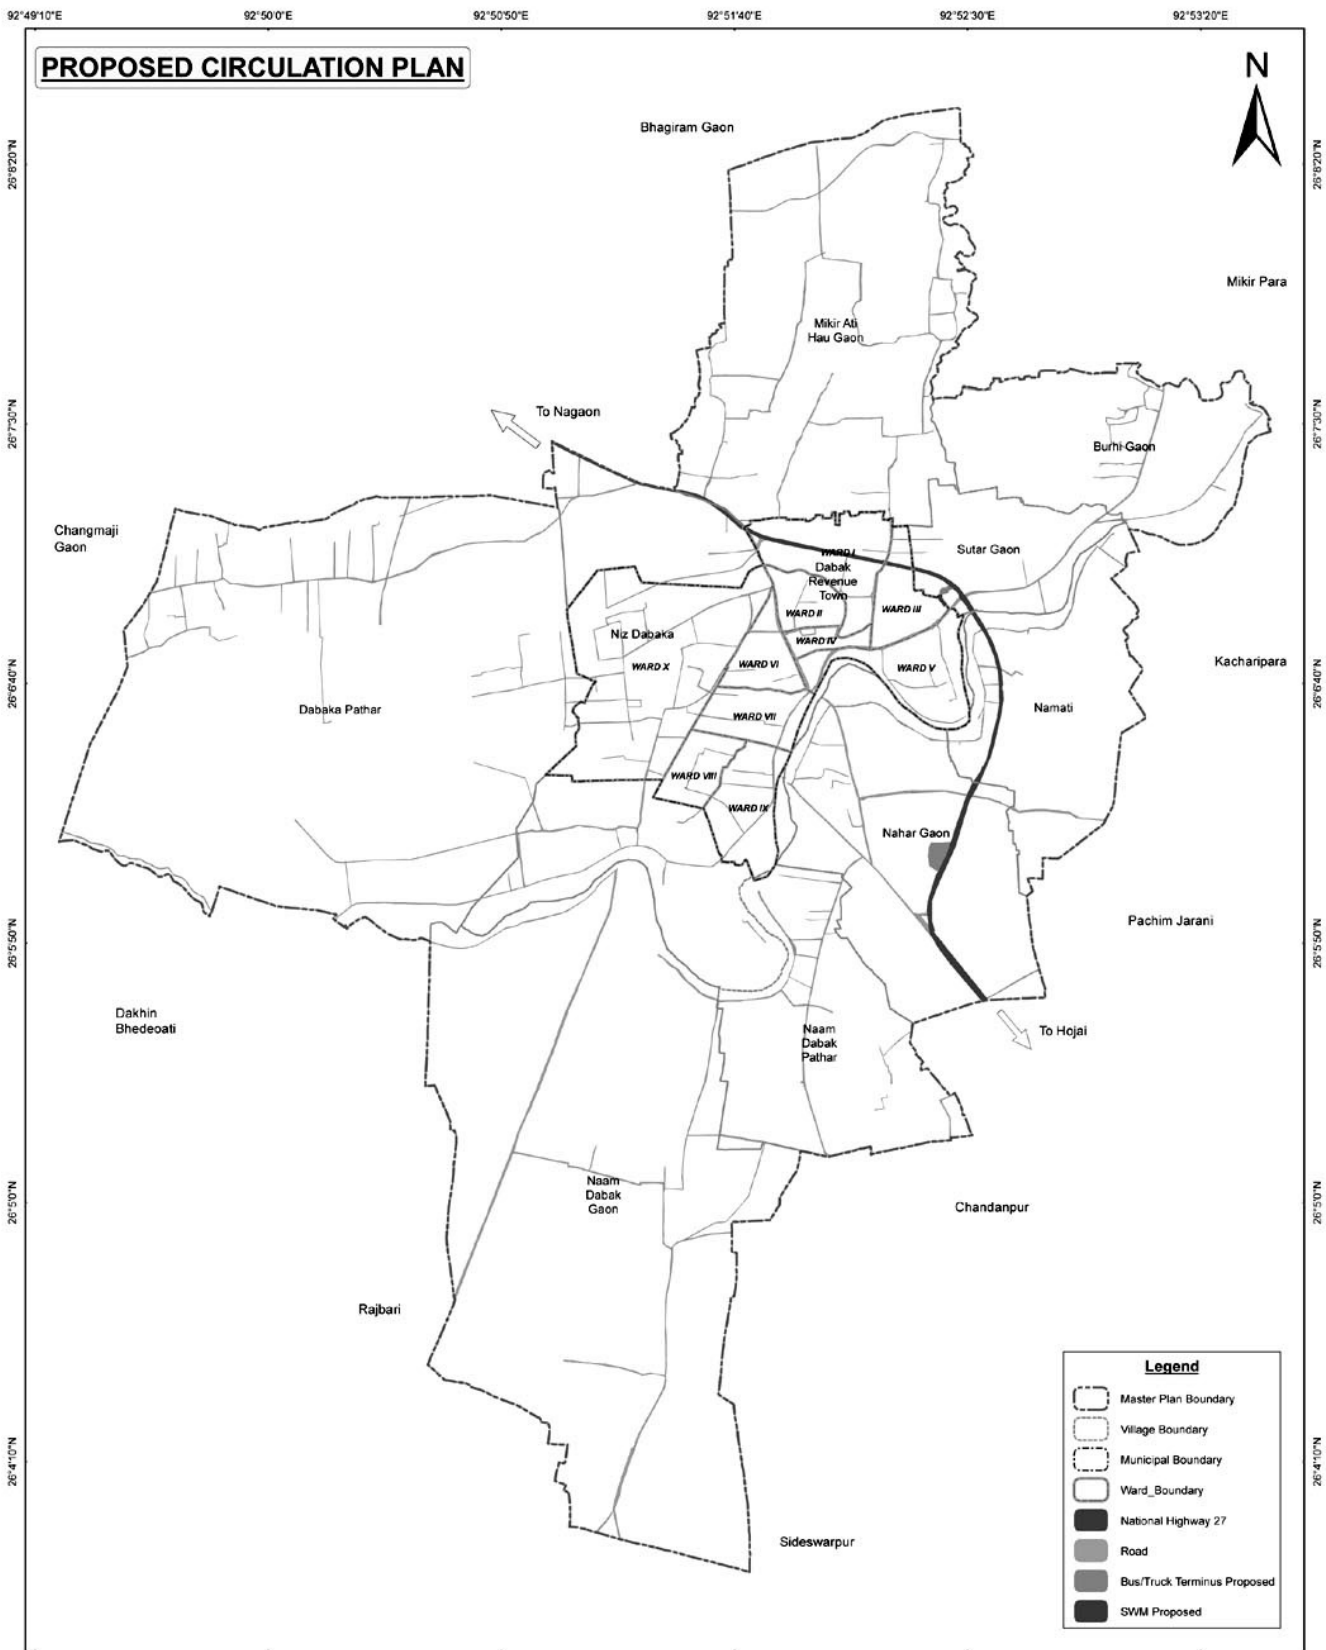 92°49'10"E
92°50'0"E
92°50'50"E
92°51'40"E
92°52'30"E
92°53'20"E
PROPOSED CIRCULATION PLAN
N
Bhagiram Gaon
26°8'20"N
26°8'20"N
Mikir Para
Mikir Ati
Hau Gaon
To Nagaon
26°7'30"N
26°7'30"N
Burhi Gaon
Changmaji
Gaon
Sutar Gaon
WARD I
Dabak
Revenue
Town
WARD II
WARD III
Niz Dabaka
WARD IV
WARD X
WARD VI
WARD V
Kacharipara
26°6'40"N
26°6'40"N
Dabaka Pathar
Namati
WARD VII
WARD VIII
WARD IX
Nahar Gaon
Pachim Jarani
26°5'50"N
26°5'50"N
Dakhin
Bhedeoati
To Hojai
Naam
Dabak
Pathar
Naam
Dabak
Gaon
Chandanpur
26°5'0"N
26°5'0"N
Rajbari
Legend
Master Plan Boundary
Village Boundary
Municipal Boundary
Ward_Boundary
National Highway 27
Road
Bus/Truck Terminus Proposed
SWM Proposed
26°4'10"N
26°4'10"N
Sideswarpur